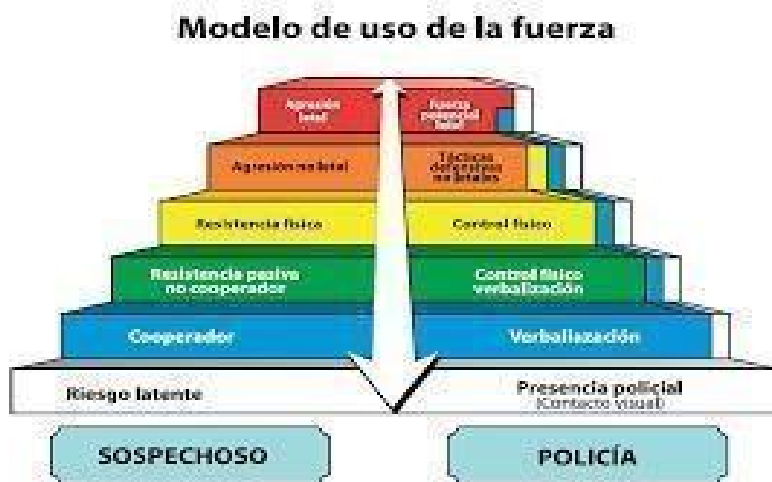 Modelo de uso de la fuerza
Agresión
letal
Fuerza
potencial
letal
Agresión no letal
Tácticas
defensivas
no letales
Resistencia física
Control físico
Resistencia pasiva
no cooperador
Control físico
verbalización
Cooperador
Verbalización
Riesgo latente
Presencia policial
(Contacto visual)
SOSPECHOSO
POLICÍA